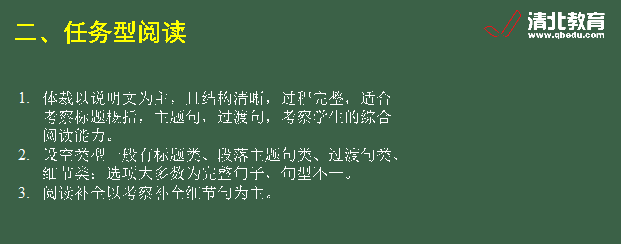 二、任务型阅读
清北教育
www.qbedu.com
1. 体裁以说明文为主，且结构清晰，过程完整，适合
考察标题概括，主题句，过渡句，考察学生的综合
阅读能力。
2. 设空类型一般有标题类、段落主题句类、过渡句类、
细节类；选项大多数为完整句子，句型不一。
3. 阅读补全以考察补全细节句为主。